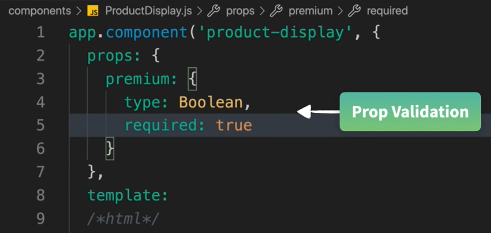 components > JS ProductDisplay.js > props > premium > required
1 app.component('product-display', {
2 props: {
3 premium: {
4 type: Boolean,
5 required: true
6 }
7 },
8 template:
9 /*html*/
Prop Validation